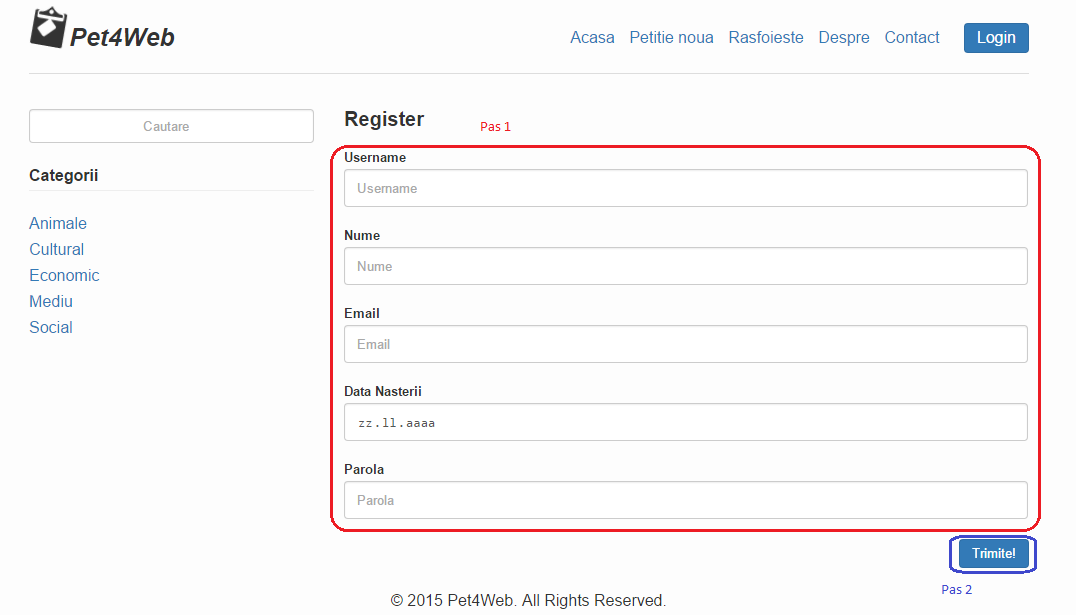 Pet4Web
Acasa Petitie noua Rasfoieste Despre Contact Login
Cautare
Categorii
Animale
Cultural
Economic
Mediu
Social
Register
Pas 1
Username
Username
Nume
Nume
Email
Email
Data Nasterii
zz.ll.aaaa
Parola
Parola
Trimite!
Pas 2
© 2015 Pet4Web. All Rights Reserved.